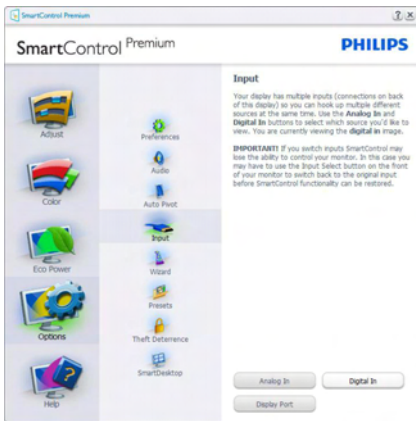 SmartControl Premium
SmartControl Premium
PHILIPS
Adjust
Color
Eco Power
Options
Help
Preferences
Audio
Auto Pivot
Input
Wizard
Presets
Theft Deterrence
SmartDesktop
Input
Your display has multiple inputs (connections on back
of this display) so you can hook up multiple different
sources at the same time. Use the Analog In and
Digital In buttons to select which source you'd like to
view. You are currently viewing the digital in image.
IMPORTANT! If you switch inputs SmartControl may
lose the ability to control your monitor. In this case you
may have to use the Input Select button on the front
of your monitor to switch back to the original input
before SmartControl functionality can be restored.
Analog In
Digital In
Display Port